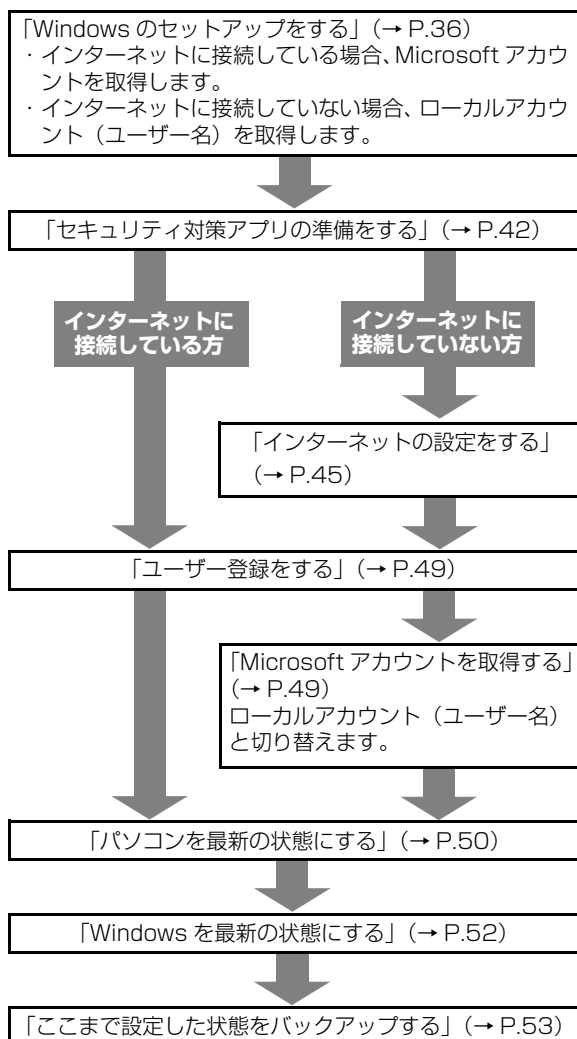 「Windows のセットアップをする」（→ P.36）
・インターネットに接続している場合、Microsoft アカウ
ントを取得します。
・インターネットに接続していない場合、ローカルアカウ
ント（ユーザー名）を取得します。
「セキュリティ対策アプリの準備をする」（→ P.42）
インターネットに
接続している方
インターネットに
接続していない方
「インターネットの設定をする」
（→ P.45）
「ユーザー登録をする」（→ P.49）
「Microsoft アカウントを取得する」
（→ P.49）
ローカルアカウント（ユーザー名）
と切り替えます。
「パソコンを最新の状態にする」（→ P.50）
「Windows を最新の状態にする」（→ P.52）
「ここまで設定した状態をバックアップする」（→ P.53）